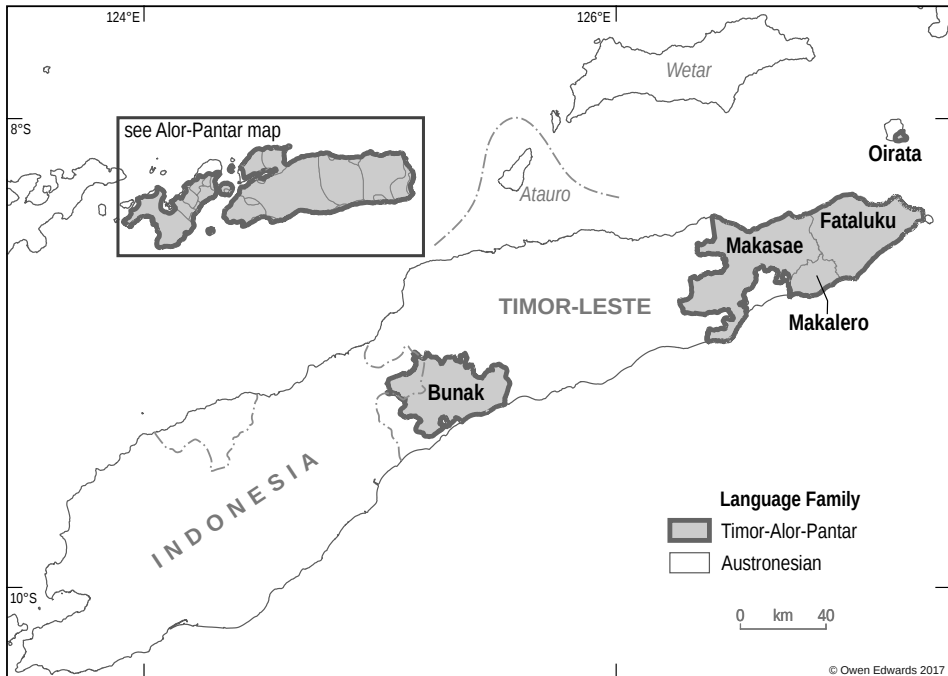 124°E
126°E
Wetar
8°S
see Alor-Pantar map
Oirata
Atauro
Fataluku
Makasae
TIMOR-LESTE
Makalero
Bunak
INDONESIA
Language Family
Timor-Alor-Pantar
Austronesian
10°S
0 km 40
© Owen Edwards 2017